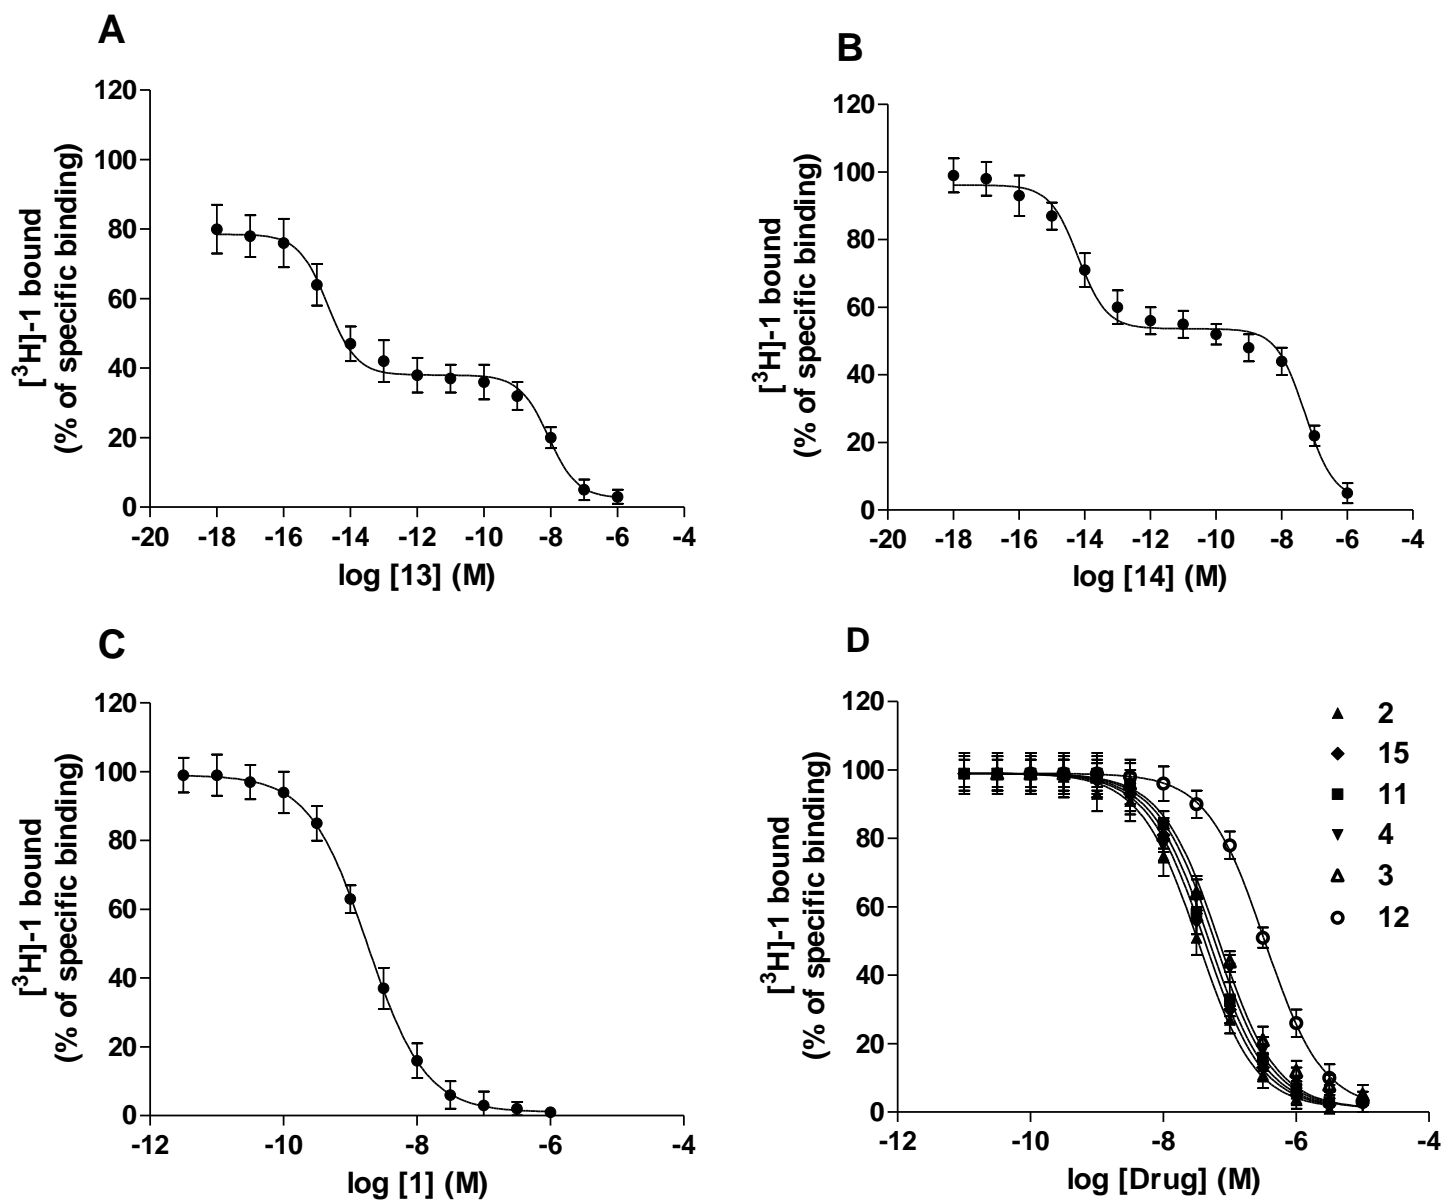 A
[³H]-1 bound
(% of specific binding)
120
100
80
60
40
20
0
-20 -18 -16 -14 -12 -10 -8 -6 -4
log [13] (M)
B
[³H]-1 bound
(% of specific binding)
120
100
80
60
40
20
0
-20 -18 -16 -14 -12 -10 -8 -6 -4
log [14] (M)
C
[³H]-1 bound
(% of specific binding)
120
100
80
60
40
20
0
-12 -10 -8 -6 -4
log [1] (M)
D
[³H]-1 bound
(% of specific binding)
120
100
80
60
40
20
0
-12 -10 -8 -6 -4
log [Drug] (M)
2
15
11
4
3
12